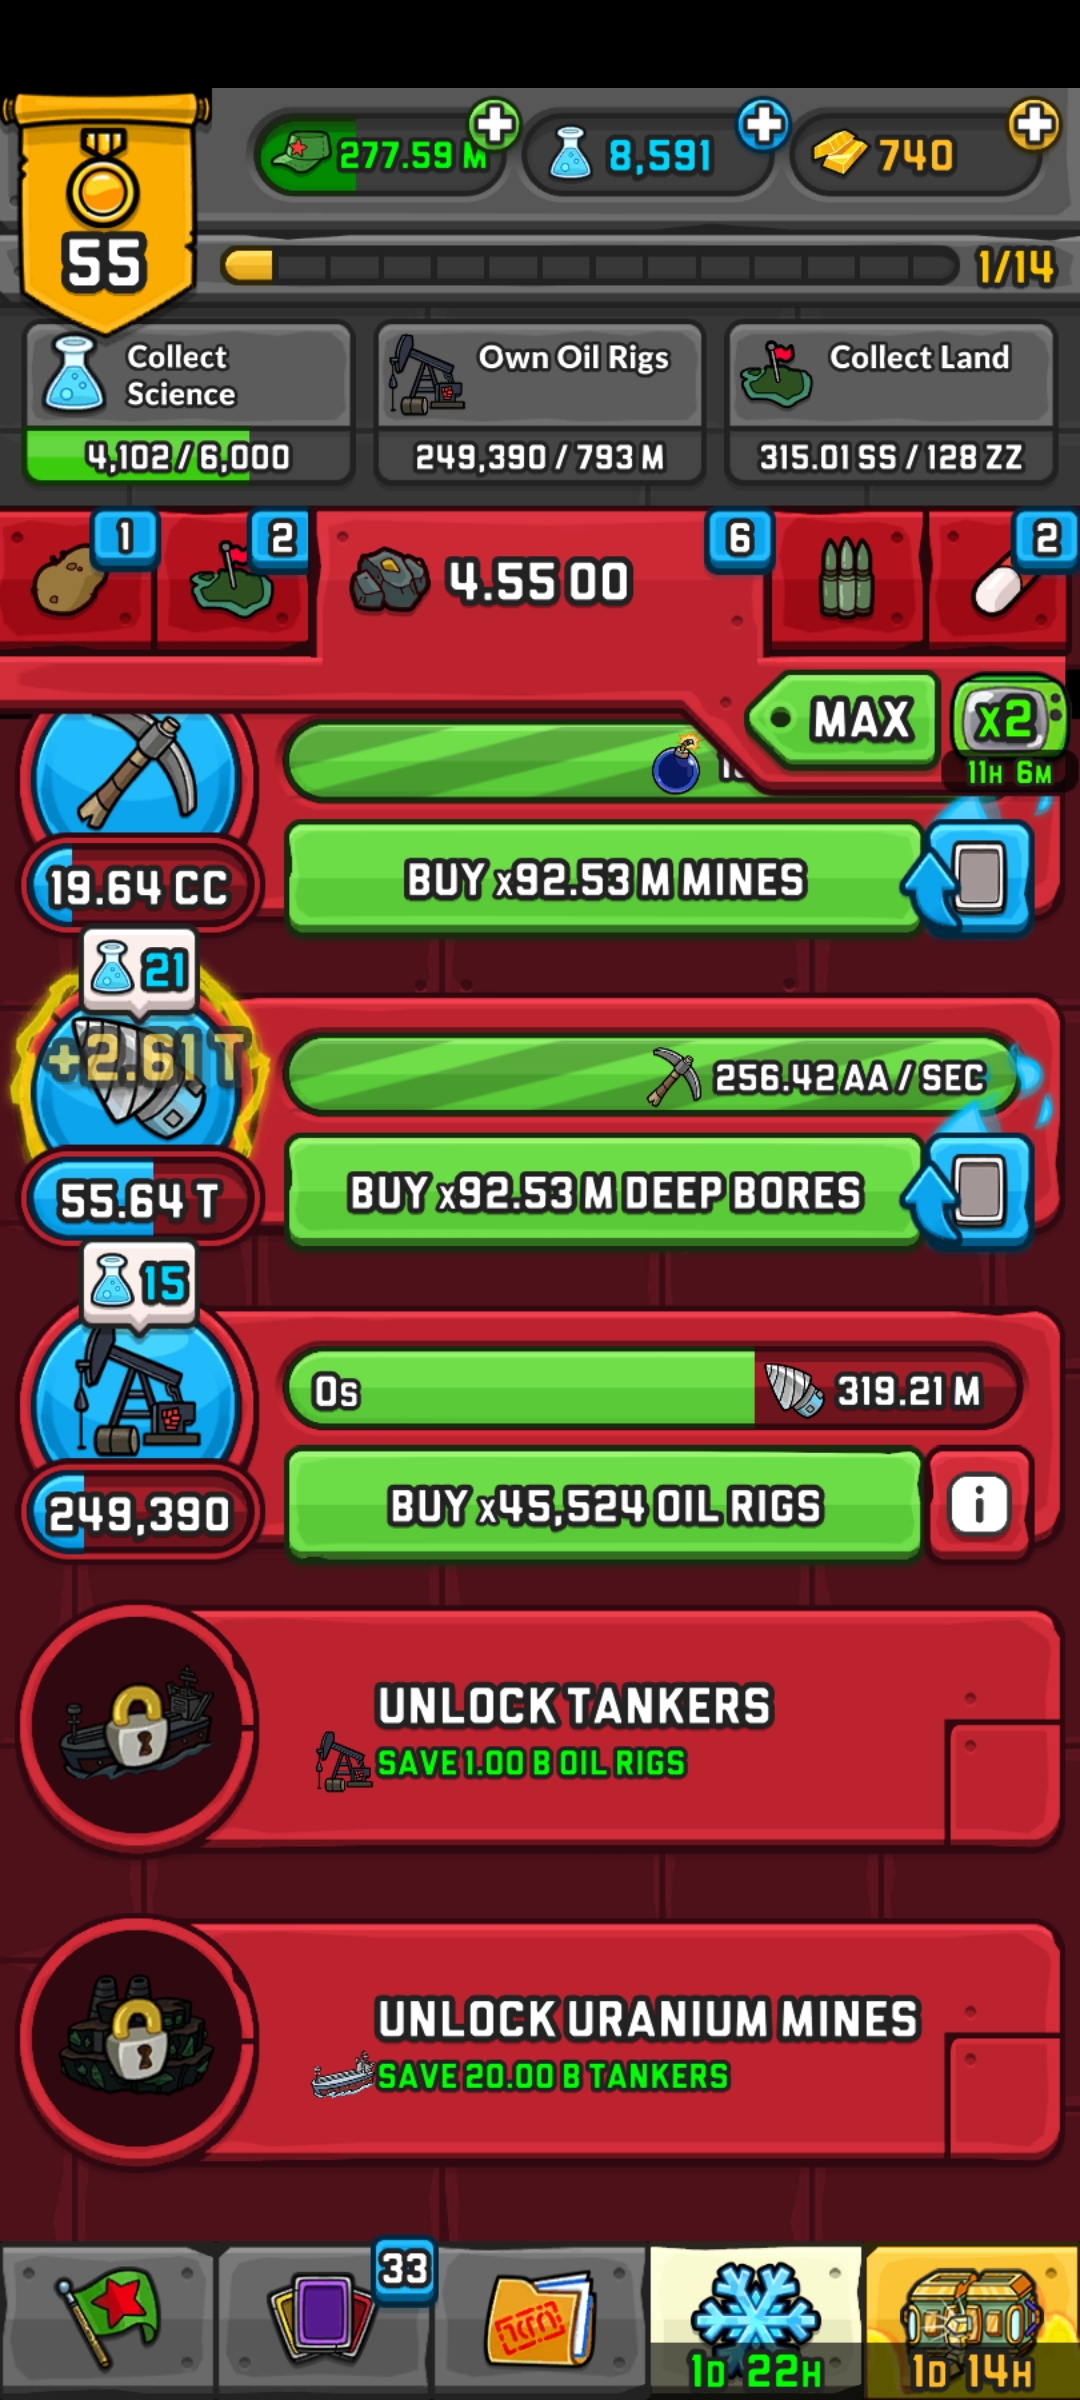 277.59 M
8,591
740
55
1/14
Collect
Science
4,102 / 6,000
Own Oil Rigs
249,390 / 793 M
Collect Land
315.01 SS / 128 ZZ
1
2
4.55 OO
6
2
MAX
x2
11H 6M
19.64 CC
BUY x92.53 M MINES
21
+2.61 T
256.42 AA / SEC
55.64 T
BUY x92.53 M DEEP BORES
15
0s
319.21 M
249,390
BUY x45,524 OIL RIGS
i
UNLOCK TANKERS
SAVE 1.00 B OIL RIGS
UNLOCK URANIUM MINES
SAVE 20.00 B TANKERS
33
1D 22H
1D 14H